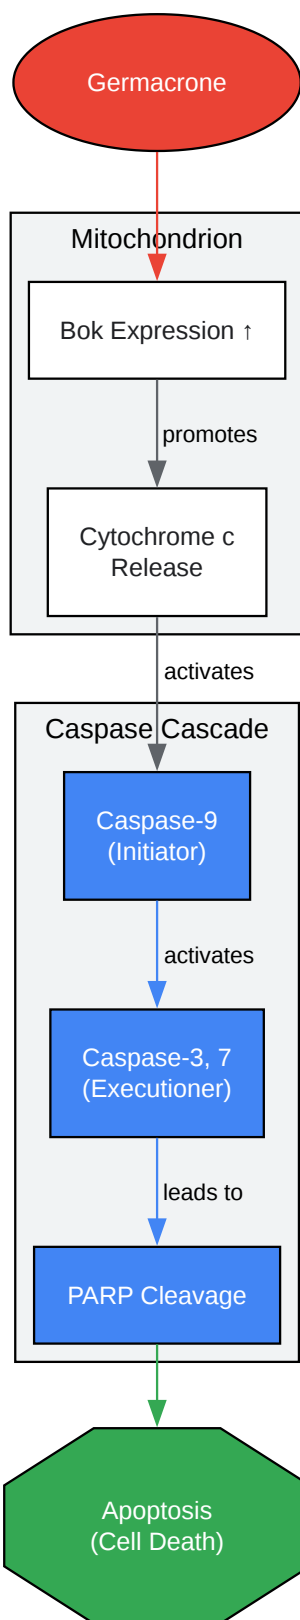 Germacrone
Mitochondrion
Bok Expression ↑
promotes
Cytochrome c
Release
activates
Caspase Cascade
Caspase-9
(Initiator)
activates
Caspase-3, 7
(Executioner)
leads to
PARP Cleavage
Apoptosis
(Cell Death)